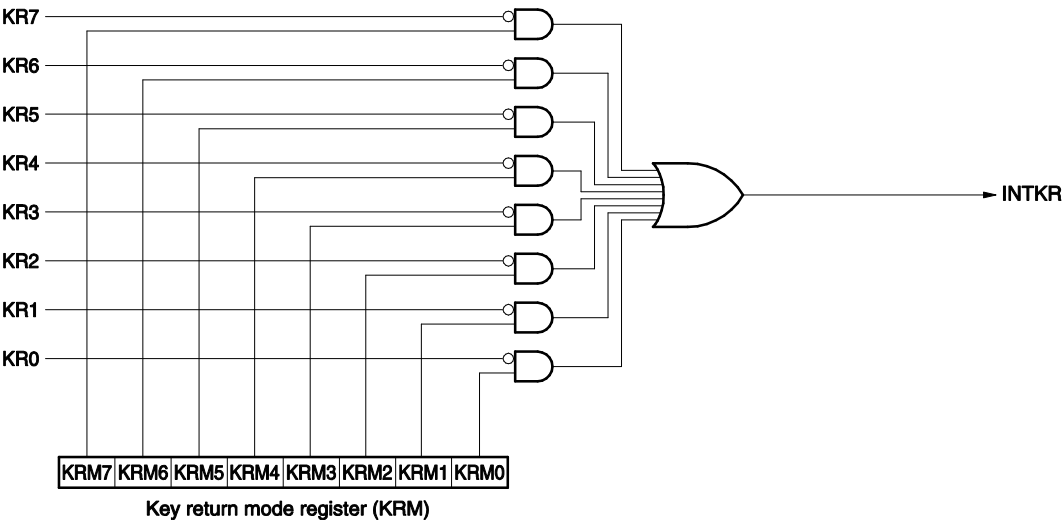 KR7
KR6
KR5
KR4
KR3
INTKR
KR2
KR1
KR0
KRM7 KRM6 KRM5 KRM4 KRM3 KRM2 KRM1 KRM0
Key return mode register (KRM)